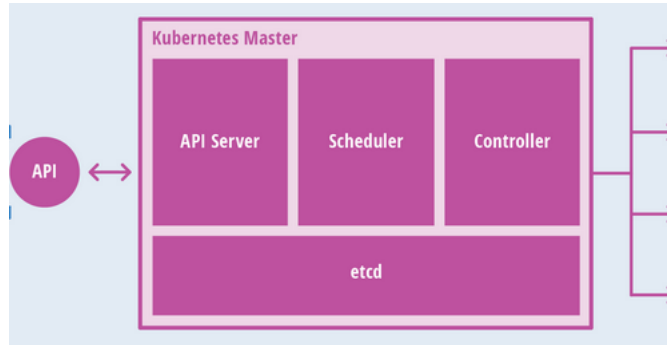 Kubernetes Master
API Server
Scheduler
Controller
API
etcd